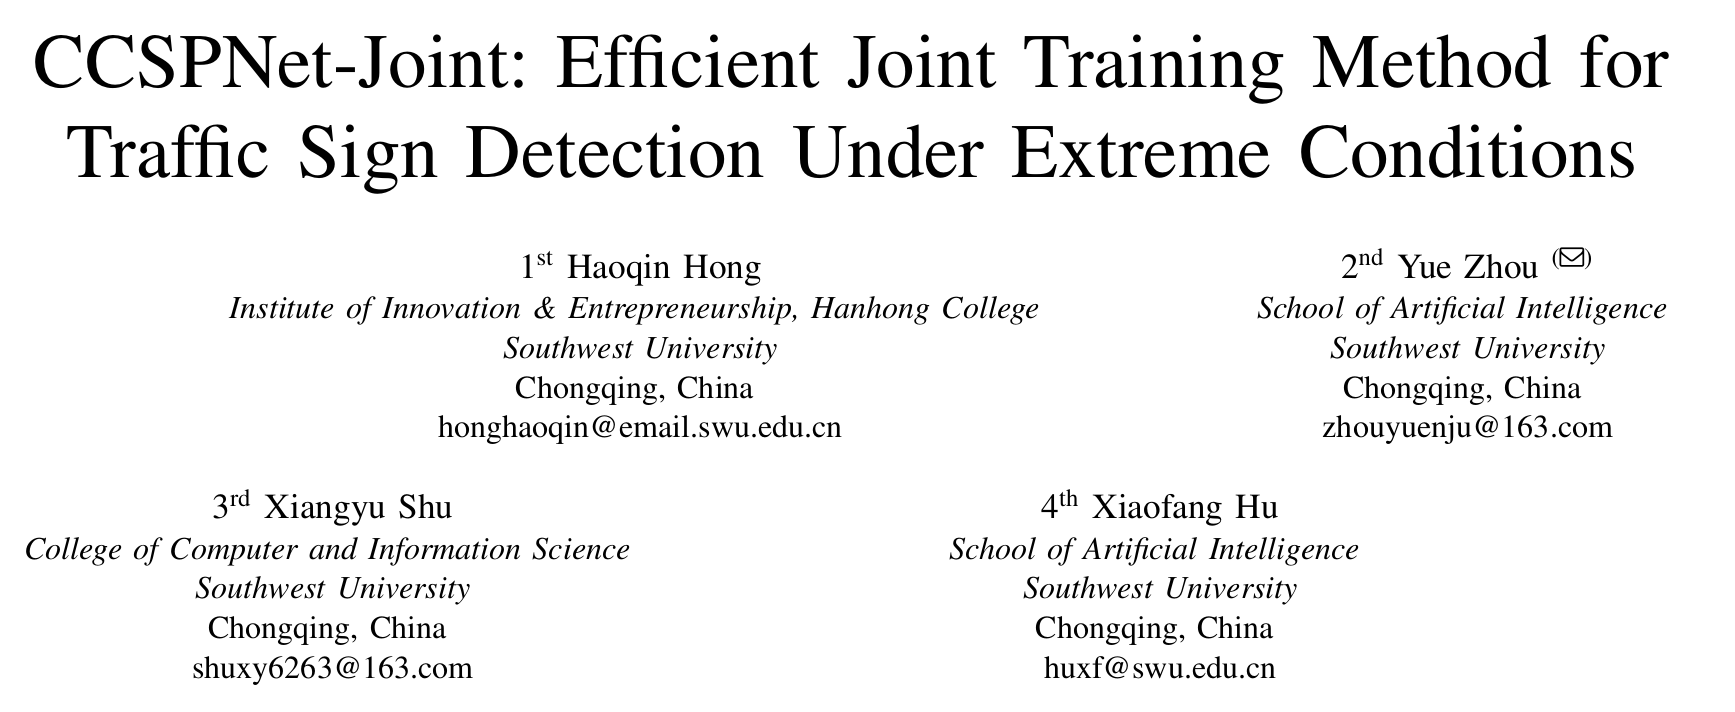 CCSPNet-Joint: Efficient Joint Training Method for
Traffic Sign Detection Under Extreme Conditions
1st Haoqin Hong
Institute of Innovation & Entrepreneurship, Hanhong College
Southwest University
Chongqing, China
honghaoqin@email.swu.edu.cn
2nd Yue Zhou (✉)
School of Artificial Intelligence
Southwest University
Chongqing, China
zhouyuenju@163.com
3rd Xiangyu Shu
College of Computer and Information Science
Southwest University
Chongqing, China
shuxy6263@163.com
4th Xiaofang Hu
School of Artificial Intelligence
Southwest University
Chongqing, China
huxf@swu.edu.cn